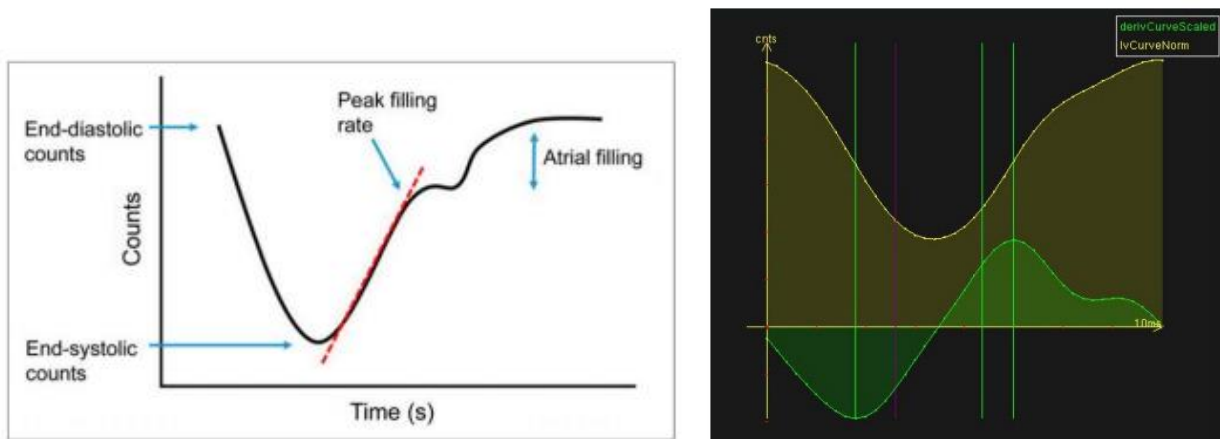 Peak filling
rate
End-diastolic
counts
Atrial filling
Counts
End-systolic
counts
Time (s)
derivCurveScaled
lvCurveNorm
cnts
10ms